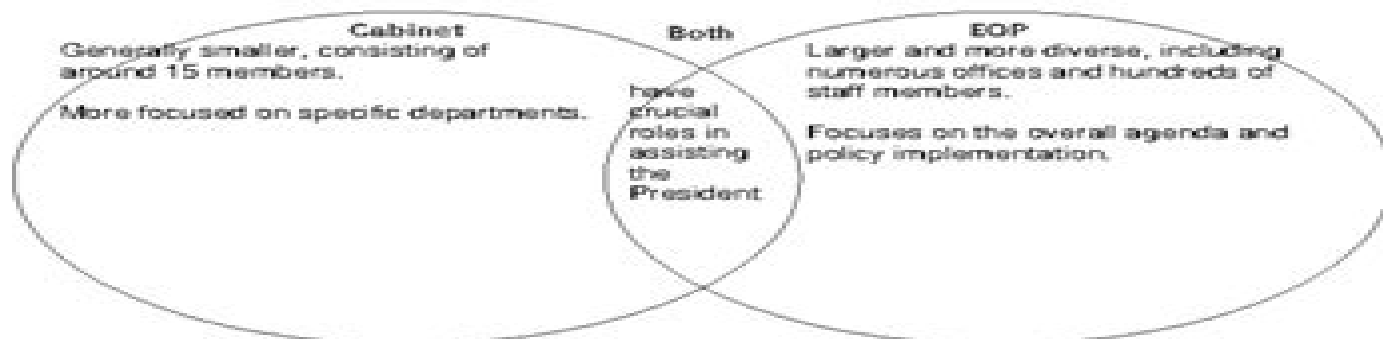 Cabinet
Generally smaller, consisting of
around 15 members.
More focused on specific departments.
Both
have
crucial
roles in
assisting
the
President
EOP
Larger and more diverse, including
numerous offices and hundreds of
staff members.
Focuses on the overall agenda and
policy implementation.